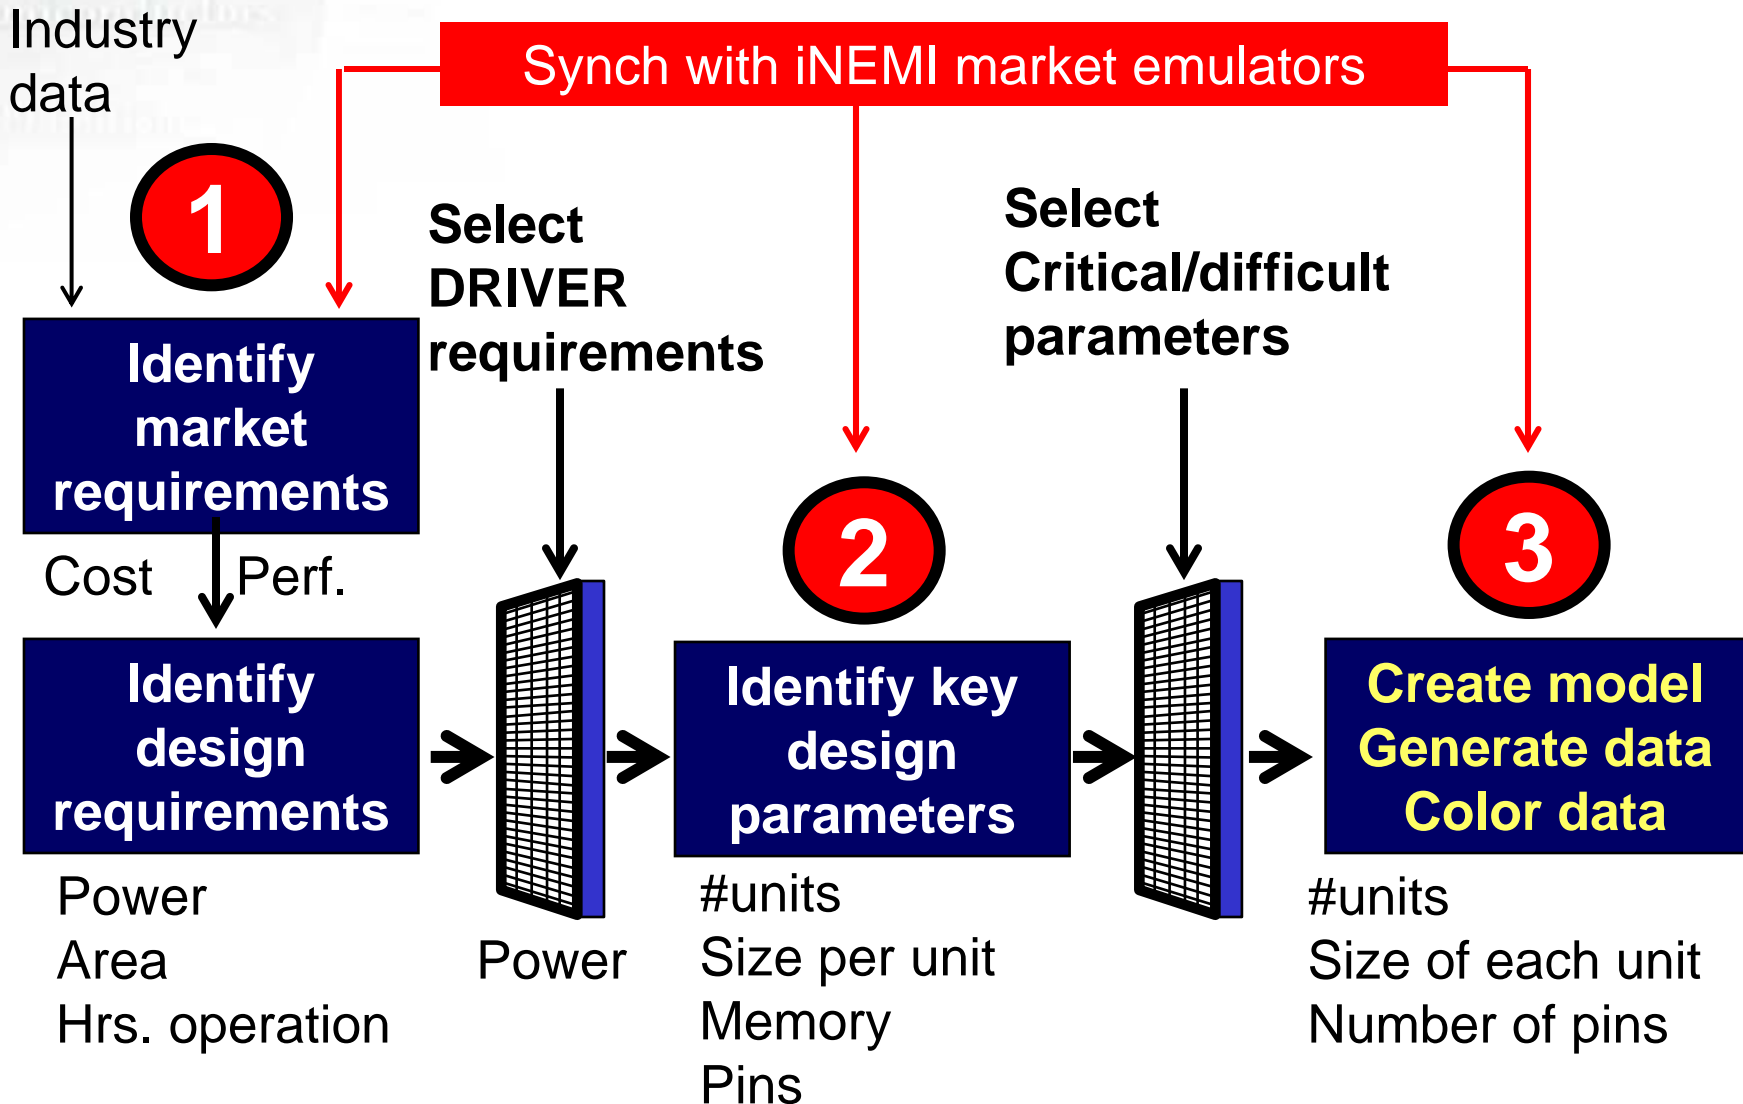 Industry
data
Synch with iNEMI market emulators
1
Select
DRIVER
requirements
Select
Critical/difficult
parameters
Identify
market
requirements
Cost
Perf.
2
3
Identify
design
requirements
Identify key
design
parameters
Create model
Generate data
Color data
Power
Area
Hrs. operation
Power
#units
Size per unit
Memory
Pins
#units
Size of each unit
Number of pins